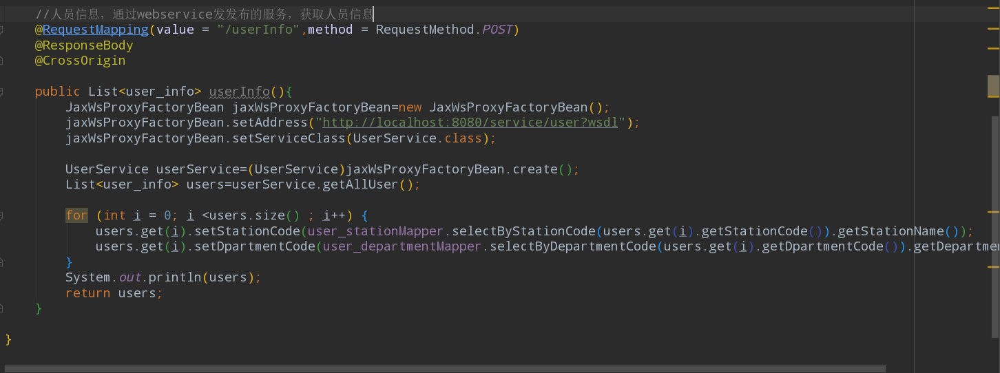 //人员信息，通过webservice发发布的服务，获取人员信息
@RequestMapping(value = "/userInfo",method = RequestMethod.POST)
@ResponseBody
@CrossOrigin
public List<user_info> userInfo(){
JaxWsProxyFactoryBean jaxWsProxyFactoryBean=new JaxWsProxyFactoryBean();
jaxWsProxyFactoryBean.setAddress("http://localhost:8080/service/user?wsdl");
jaxWsProxyFactoryBean.setServiceClass(UserService.class);
UserService userService=(UserService)jaxWsProxyFactoryBean.create();
List<user_info> users=userService.getAllUser();
for (int i = 0; i <users.size() ; i++) {
users.get(i).setStationCode(user_stationMapper.selectByStationCode(users.get(i).getStationCode()).getStationName());
users.get(i).setDpartmentCode(user_departmentMapper.selectByDepartmentCode(users.get(i).getDpartmentCode()).getDepartme
}
System.out.println(users);
return users;
}
}